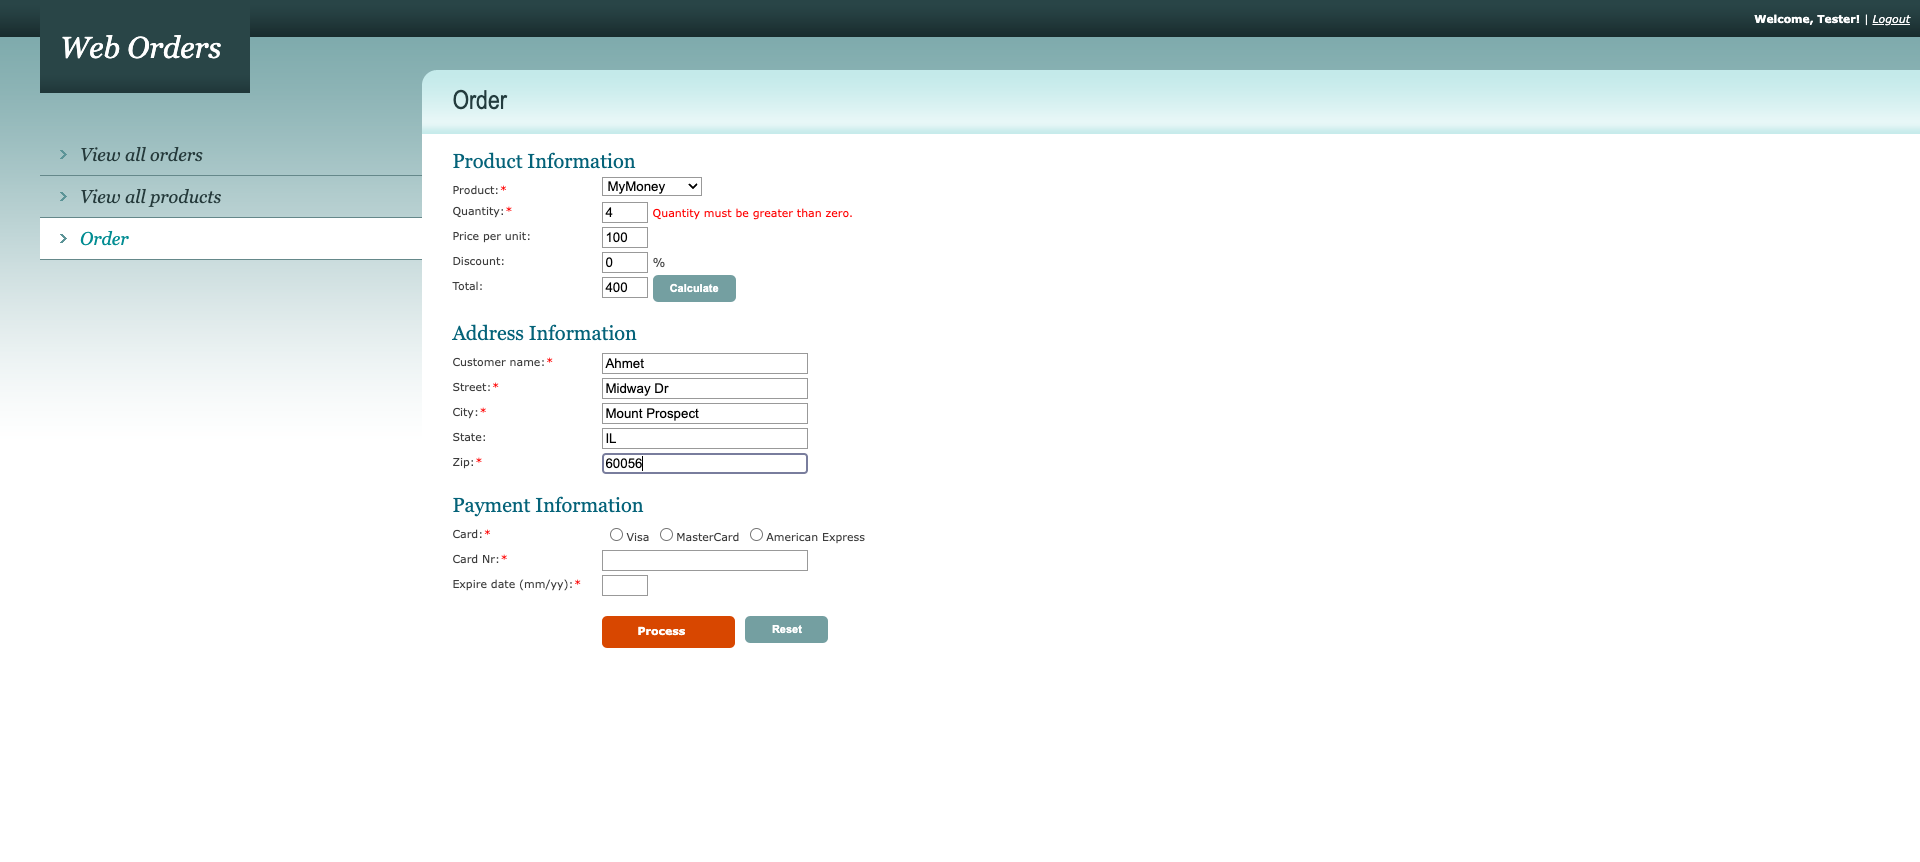 Welcome, Tester! | Logout
Web Orders
View all orders
View all products
Order
Order
Product Information
Product:* MyMoney
Quantity:* 4 Quantity must be greater than zero.
Price per unit: 100
Discount: 0 %
Total: 400 Calculate
Address Information
Customer name:* Ahmet
Street:* Midway Dr
City:* Mount Prospect
State: IL
Zip:* 60056
Payment Information
Card:* Visa MasterCard American Express
Card Nr:*
Expire date (mm/yy):*
Process Reset